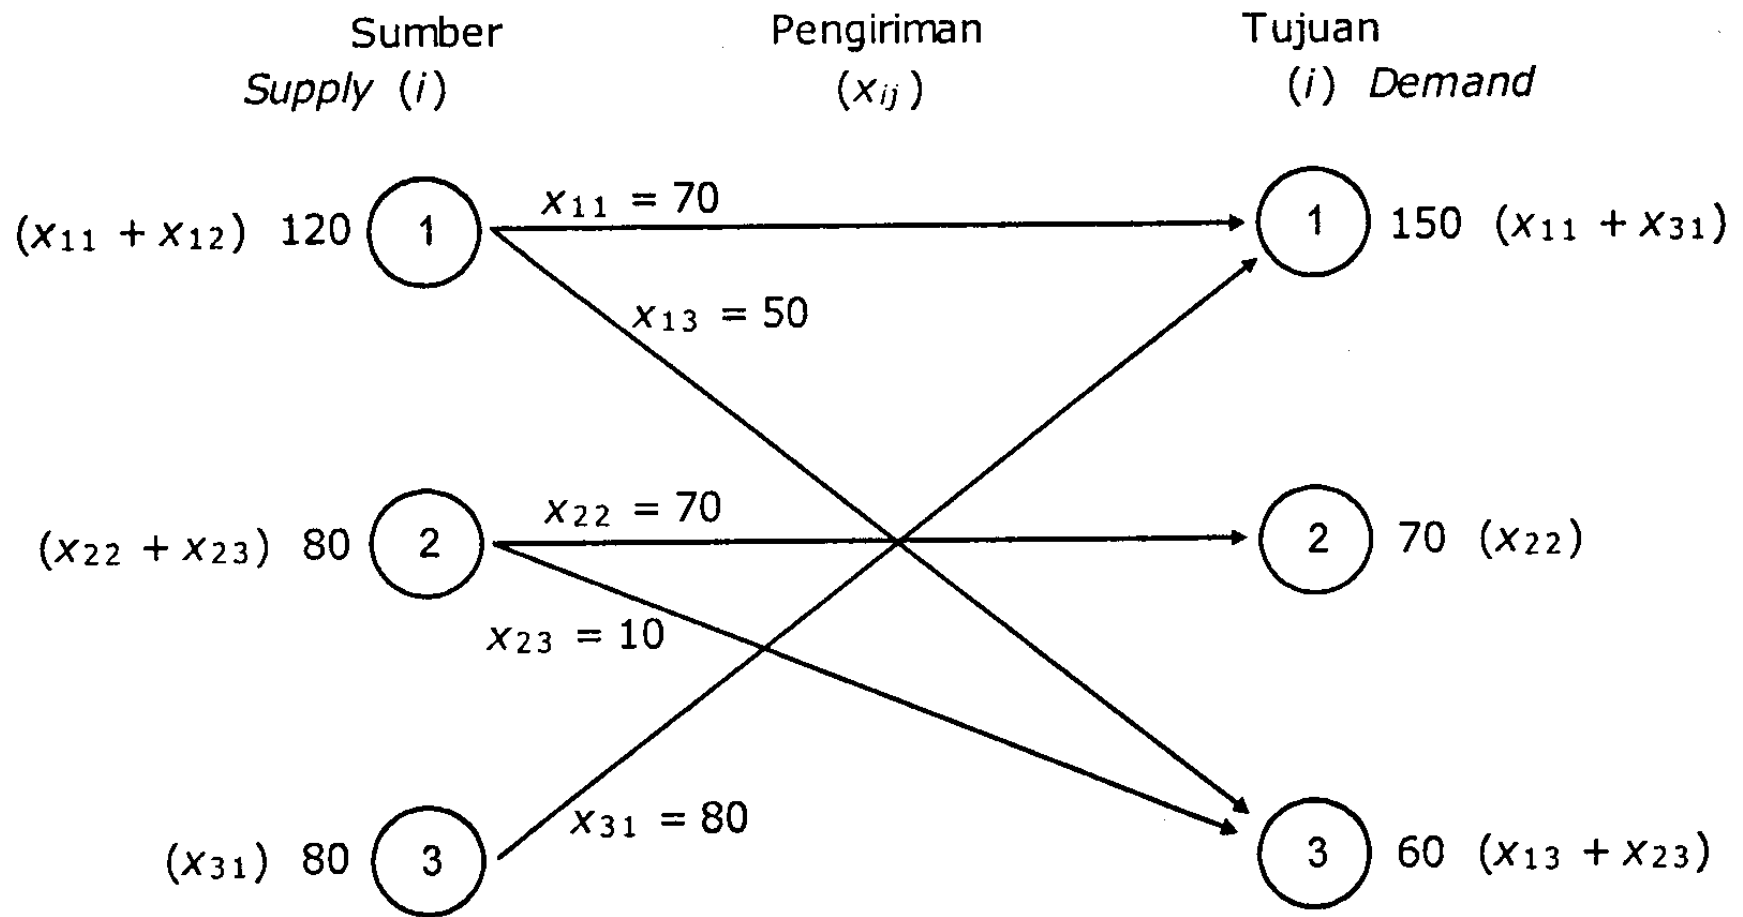 Sumber Pengiriman Tujuan
Supply (i) (xij) (i) Demand
x11 = 70
(x11 + x12) 120 1 1 150 (x11 + x31)
x13 = 50
x22 = 70
(x22 + x23) 80 2 2 70 (x22)
x23 = 10
x31 = 80
(x31) 80 3 3 60 (x13 + x23)